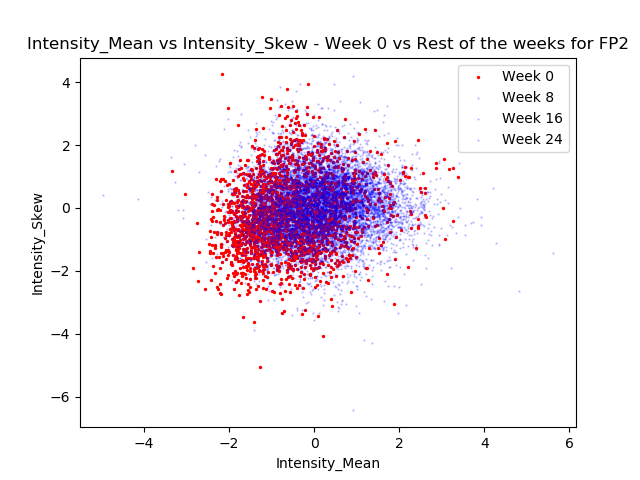 Intensity_Mean vs Intensity_Skew - Week 0 vs Rest of the weeks for FP2
Week 0
Week 8
Week 16
Week 24
4
2
0
−2
−4
−6
Intensity_Skew
−4
−2
0
2
4
6
Intensity_Mean